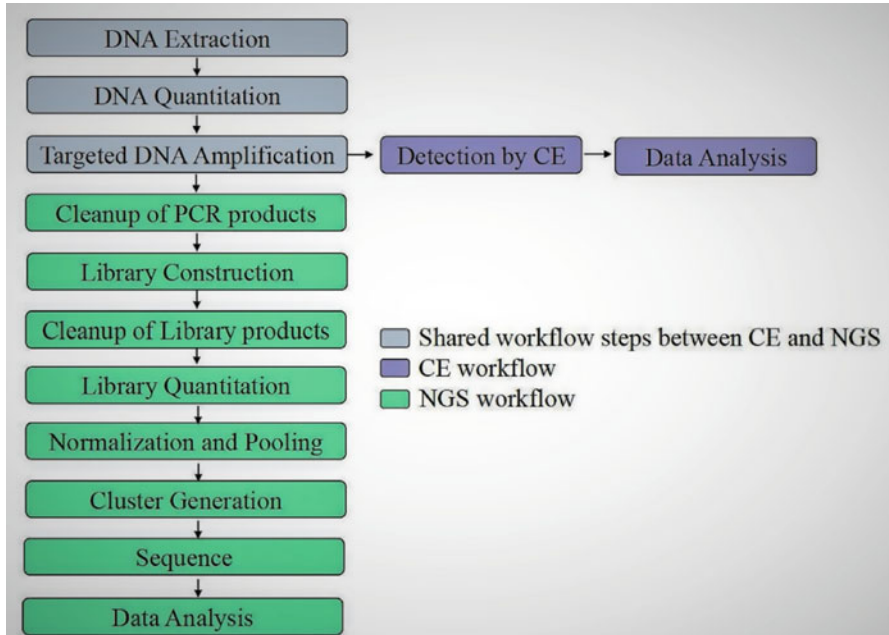 DNA Extraction
DNA Quantitation
Targeted DNA Amplification
Detection by CE
Data Analysis
Cleanup of PCR products
Library Construction
Cleanup of Library products
Library Quantitation
Normalization and Pooling
Cluster Generation
Sequence
Data Analysis
Shared workflow steps between CE and NGS
CE workflow
NGS workflow